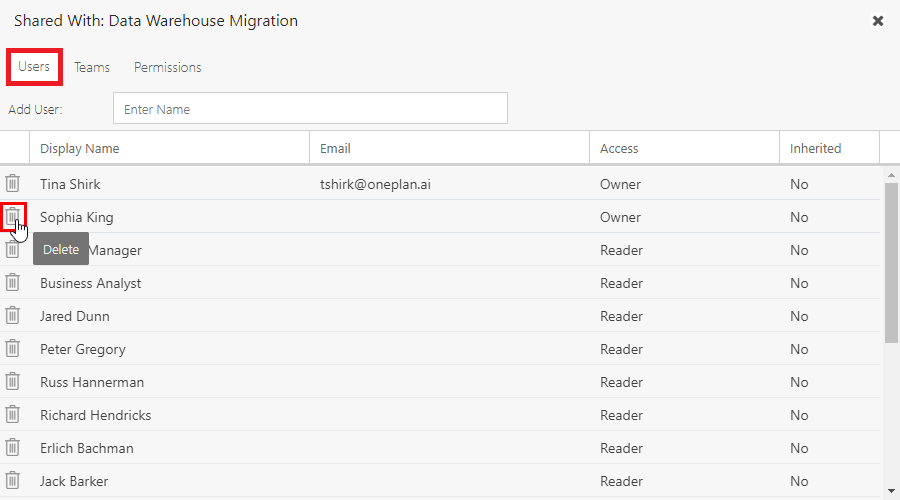 Shared With: Data Warehouse Migration
Users Teams Permissions
Add User: Enter Name
Display Name Email Access Inherited
Tina Shirk tshirk@oneplan.ai Owner No
Sophia King Owner No
Delete Manager Reader No
Business Analyst Reader No
Jared Dunn Reader No
Peter Gregory Reader No
Russ Hannerman Reader No
Richard Hendricks Reader No
Erlich Bachman Reader No
Jack Barker Reader No